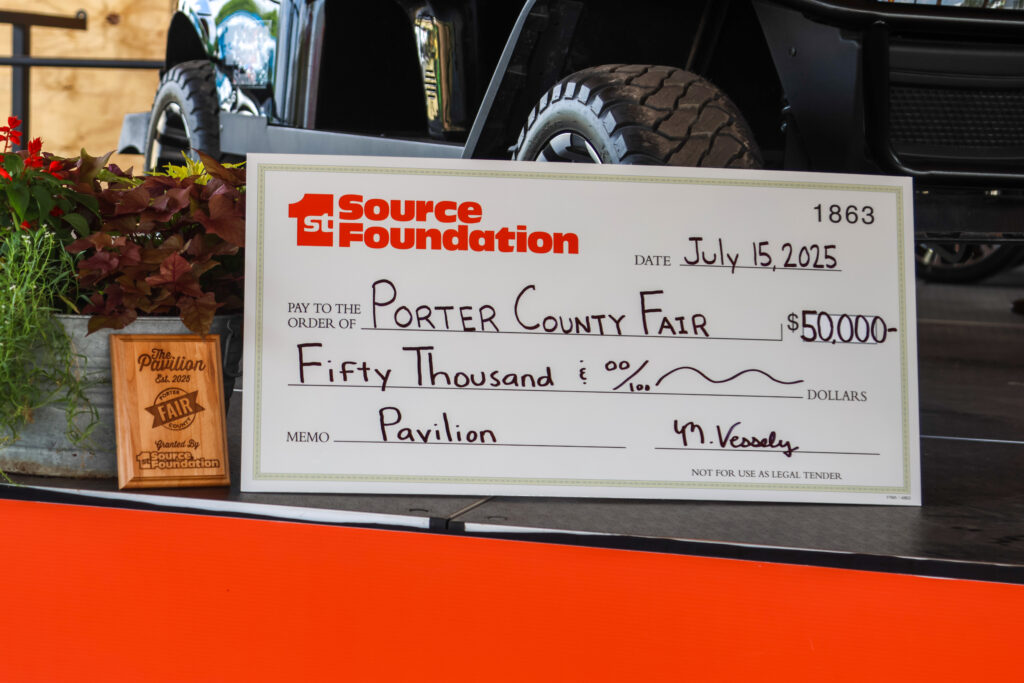 1st Source
Foundation
1863
DATE July 15, 2025
PAY TO THE
ORDER OF PORTER COUNTY FAIR $50,000-
Fifty Thousand & 00/100 DOLLARS
MEMO Pavilion M. Vessely
NOT FOR USE AS LEGAL TENDER
The
Pavilion
Est. 2025
PORTER
FAIR
COUNTY
Granted By
1st Source
Foundation